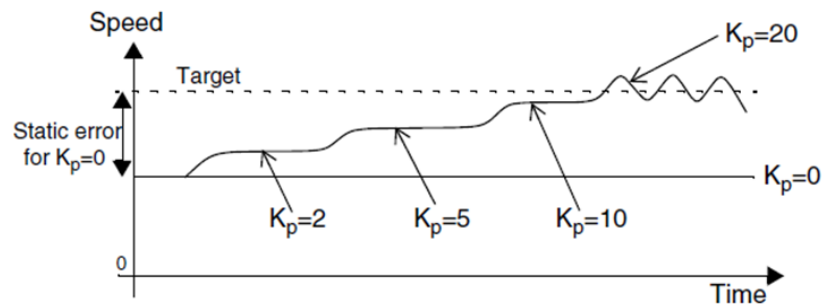 Speed
Kp=20
Target
Static error
for Kp=0
Kp=0
Kp=2
Kp=5
Kp=10
0
Time